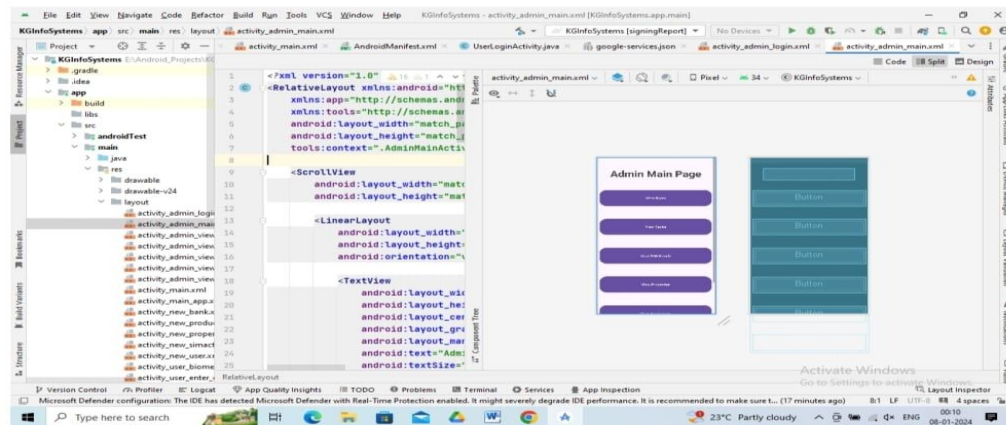 File Edit View Navigate Code Refactor Build Run Tools VCS Window Help KGInfoSystems - activity_admin_main.xml [KGInfoSystems.app.main]
KGInfoSystems app src main res layout activity_admin_main.xml KGInfoSystems [signingReport] No Devices
Project activity_main.xml AndroidManifest.xml UserLoginActivity.java google-services.json activity_admin_login.xml activity_admin_main.xml
Code Split Design
Resource Manager
Project
Bookmarks
Build Variants
Structure
KGInfoSystems E:\Android_Projects\KG
.gradle
.idea
app
build
libs
src
androidTest
main
java
res
drawable
drawable-v24
layout
activity_admin_logi
activity_admin_mai
activity_admin_view
activity_admin_view
activity_admin_view
activity_admin_view
activity_main.xml
activity_main_app.x
activity_new_bank.x
activity_new_produ
activity_new_proper
activity_new_simact
activity_new_user.x
activity_user_biome
activity_user_enter_
1 <?xml version="1.0"
2 <RelativeLayout xmlns:android="htt
3 xmlns:app="http://schemas.and
4 xmlns:tools="http://schemas.a
5 android:layout_width="match_pa
6 android:layout_height="match_
7 tools:context=".AdminMainActiv
8
9 <ScrollView
10 android:layout_width="matc
11 android:layout_height="mat
12
13 <LinearLayout
14 android:layout_width="
15 android:layout_height=
16 android:orientation="v
17
18 <TextView
19 android:layout_wid
20 android:layout_hei
21 android:layout_cen
22 android:layout_gra
23 android:layout_mar
24 android:text="Admi
25 android:textSize="
RelativeLayout
Palette
Component Tree
activity_admin_main.xml Pixel 34 KGInfoSystems
Attributes
Admin Main Page
Button
Button
Button
Button
Button
Activate Windows
Go to Settings to activate Windows.
Version Control Profiler Logcat App Quality Insights TODO Problems Terminal Services App Inspection Layout Inspector
Microsoft Defender configuration: The IDE has detected Microsoft Defender with Real-Time Protection enabled. It might severely degrade IDE performance. It is recommended to make sure t... (17 minutes ago) 8:1 LF UTF-8 4 spaces
Type here to search 23°C Partly cloudy ENG 00:10
08-01-2024